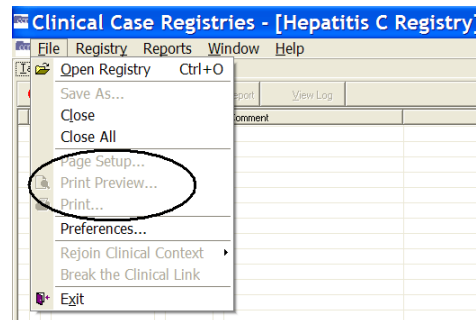 Clinical Case Registries - [Hepatitis C Registry]
File Registry Reports Window Help
Open Registry Ctrl+O
Save As...
Close
Close All
Page Setup...
Print Preview...
Print...
Preferences...
Rejoin Clinical Context
Break the Clinical Link
Exit
View Log
Comment